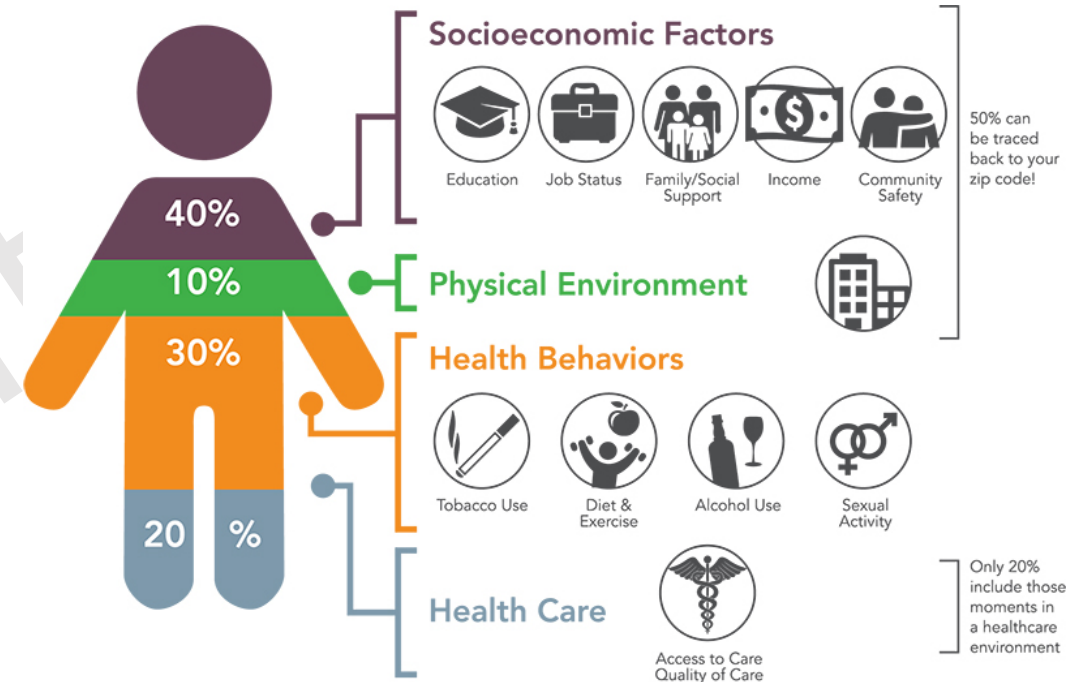 Socioeconomic Factors
Education
Job Status
Family/Social
Support
Income
Community
Safety
50% can
be traced
back to your
zip code!
40%
10%
Physical Environment
30%
Health Behaviors
Tobacco Use
Diet &
Exercise
Alcohol Use
Sexual
Activity
20 %
Health Care
Access to Care
Quality of Care
Only 20%
include those
moments in
a healthcare
environment